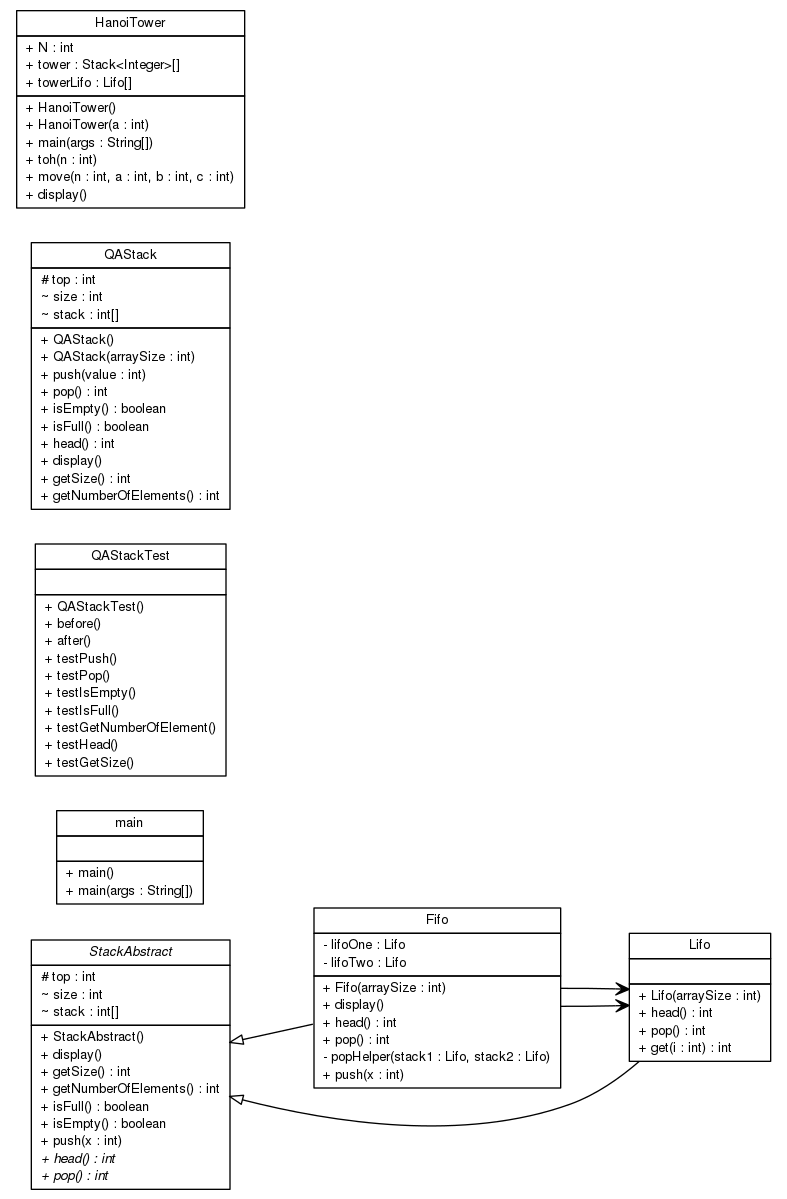 HanoiTower
+ N : int
+ tower : Stack<Integer>[]
+ towerLifo : Lifo[]
+ HanoiTower()
+ HanoiTower(a : int)
+ main(args : String[])
+ toh(n : int)
+ move(n : int, a : int, b : int, c : int)
+ display()
QAStack
# top : int
~ size : int
~ stack : int[]
+ QAStack()
+ QAStack(arraySize : int)
+ push(value : int)
+ pop() : int
+ isEmpty() : boolean
+ isFull() : boolean
+ head() : int
+ display()
+ getSize() : int
+ getNumberOfElements() : int
QAStackTest
+ QAStackTest()
+ before()
+ after()
+ testPush()
+ testPop()
+ testIsEmpty()
+ testIsFull()
+ testGetNumberOfElement()
+ testHead()
+ testGetSize()
main
+ main()
+ main(args : String[])
StackAbstract
# top : int
~ size : int
~ stack : int[]
+ StackAbstract()
+ display()
+ getSize() : int
+ getNumberOfElements() : int
+ isFull() : boolean
+ isEmpty() : boolean
+ push(x : int)
+ head() : int
+ pop() : int
Fifo
- lifoOne : Lifo
- lifoTwo : Lifo
+ Fifo(arraySize : int)
+ display()
+ head() : int
+ pop() : int
- popHelper(stack1 : Lifo, stack2 : Lifo)
+ push(x : int)
Lifo
+ Lifo(arraySize : int)
+ head() : int
+ pop() : int
+ get(i : int) : int